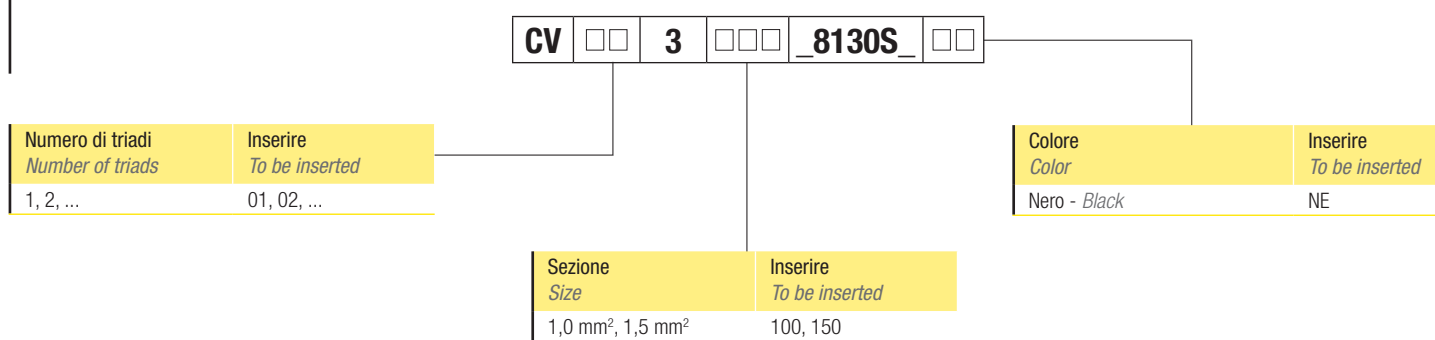 CV □□ 3 □□□ _8130S_ □□
Numero di triadi Inserire
Number of triads To be inserted
1, 2, ... 01, 02, ...
Colore Inserire
Color To be inserted
Nero - Black NE
Sezione Inserire
Size To be inserted
1,0 mm², 1,5 mm² 100, 150